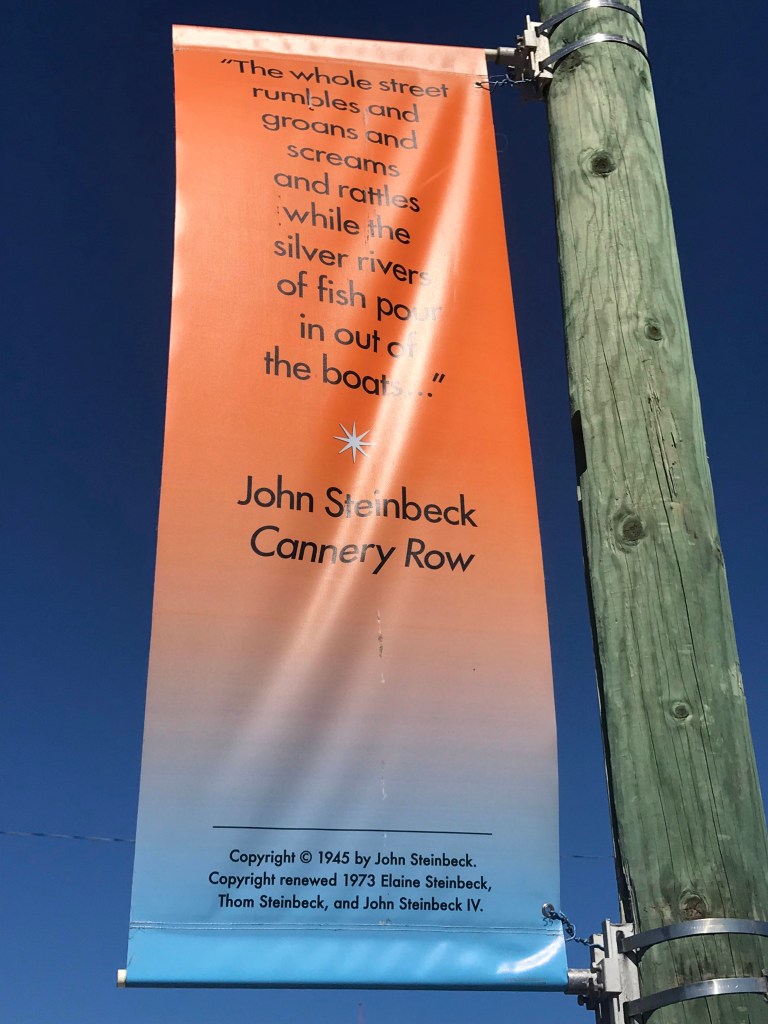 “The whole street
rumbles and
groans and
screams
and rattles
while the
silver rivers
of fish pour
in out of
the boats...”
John Steinbeck
Cannery Row
Copyright © 1945 by John Steinbeck.
Copyright renewed 1973 Elaine Steinbeck,
Thom Steinbeck, and John Steinbeck IV.